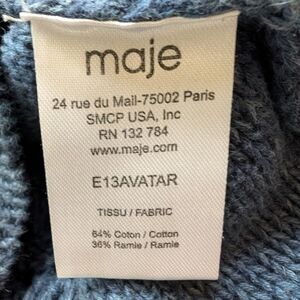 maje
24 rue du Mail-75002 Paris
SMCP USA, Inc
RN 132 784
www.maje.com
E13AVATAR
TISSU / FABRIC
64% Coton / Cotton
36% Ramie / Ramie